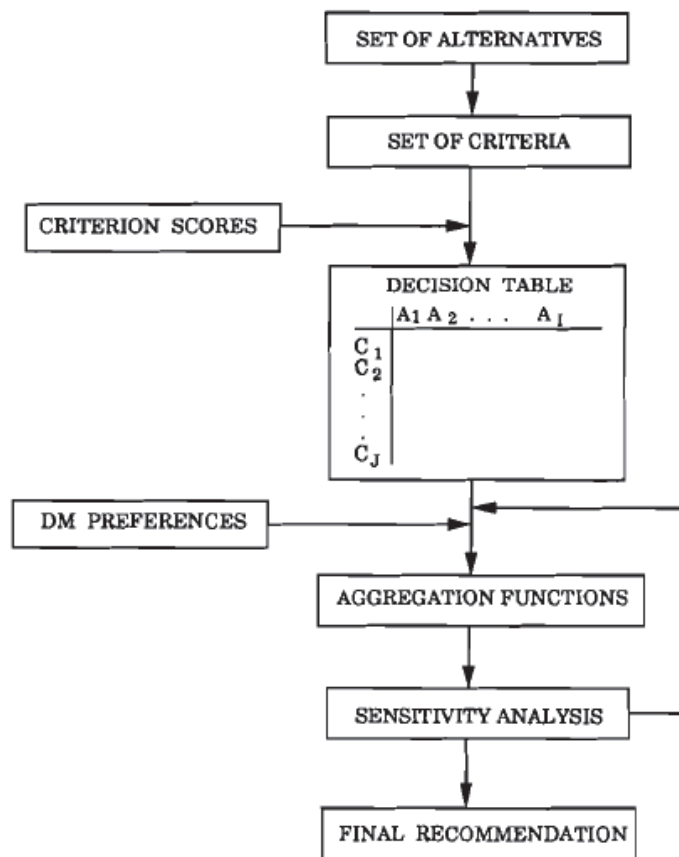 SET OF ALTERNATIVES
SET OF CRITERIA
CRITERION SCORES
DECISION TABLE
A1 A2 . . . AI
C1
C2
.
.
.
CJ
DM PREFERENCES
AGGREGATION FUNCTIONS
SENSITIVITY ANALYSIS
FINAL RECOMMENDATION